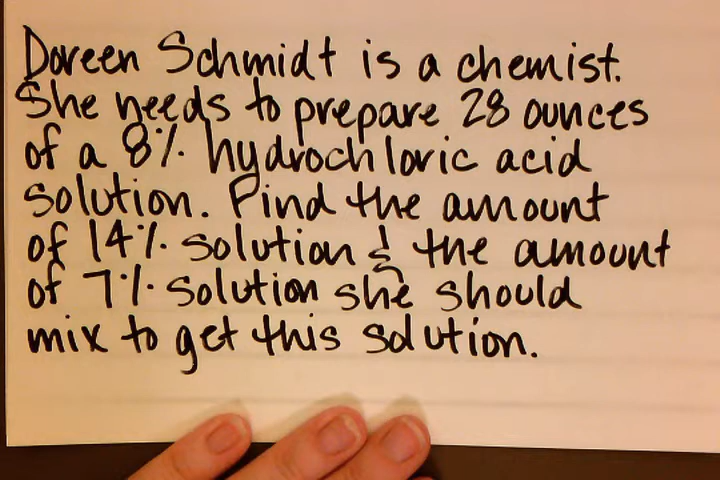 Doreen Schmidt is a chemist.
She needs to prepare 28 ounces
of a 8% hydrochloric acid
solution. Find the amount
of 14% solution & the amount
of 7% solution she should
mix to get this solution.